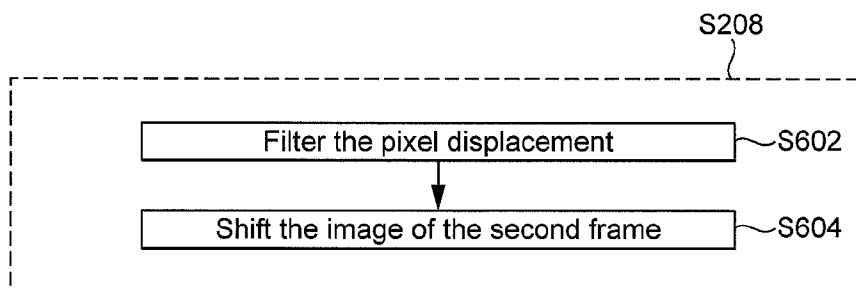 S208
Filter the pixel displacement S602
Shift the image of the second frame S604